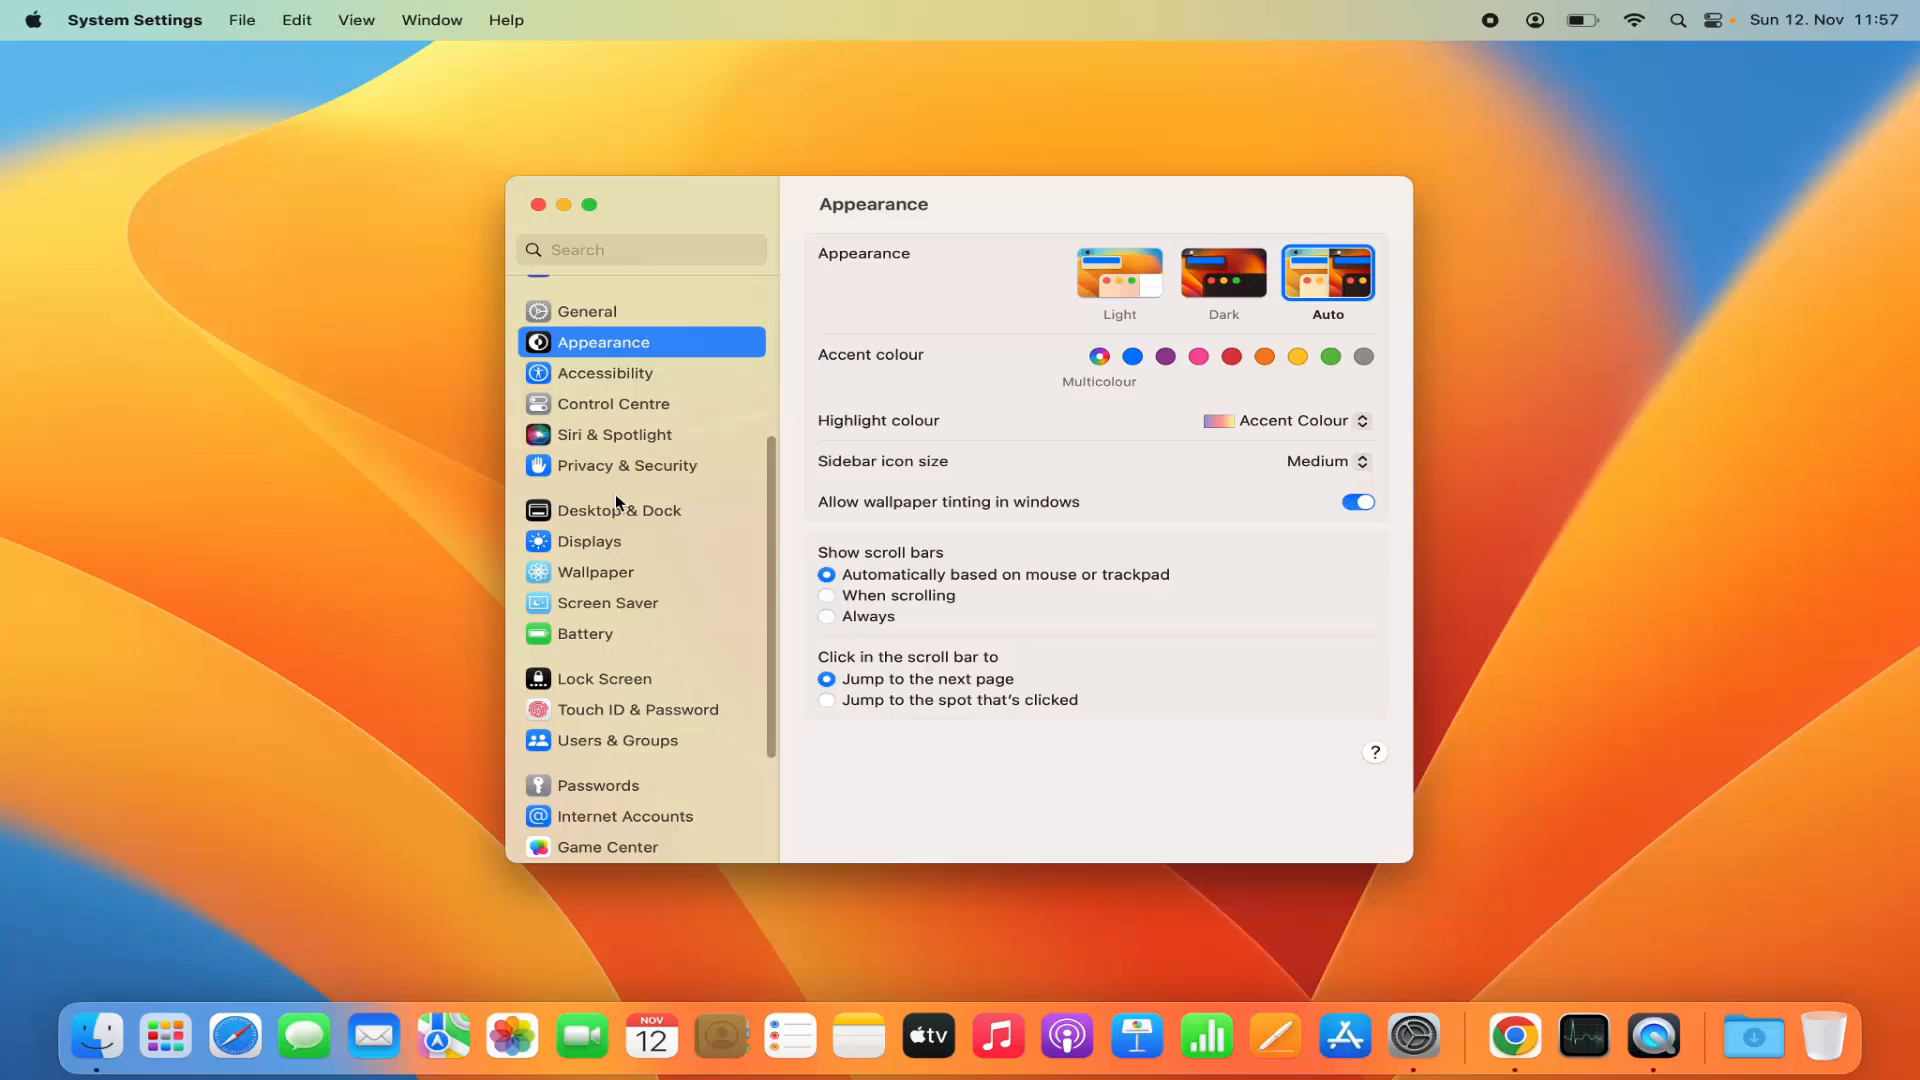 System Settings File Edit View Window Help Sun 12. Nov 11:57
Search
General
Appearance
Accessibility
Control Centre
Siri & Spotlight
Privacy & Security
Desktop & Dock
Displays
Wallpaper
Screen Saver
Battery
Lock Screen
Touch ID & Password
Users & Groups
Passwords
Internet Accounts
Game Center
Appearance
Appearance
Light Dark Auto
Accent colour
Multicolour
Highlight colour Accent Colour
Sidebar icon size Medium
Allow wallpaper tinting in windows
Show scroll bars
Automatically based on mouse or trackpad
When scrolling
Always
Click in the scroll bar to
Jump to the next page
Jump to the spot that's clicked
?
NOV
12
tv